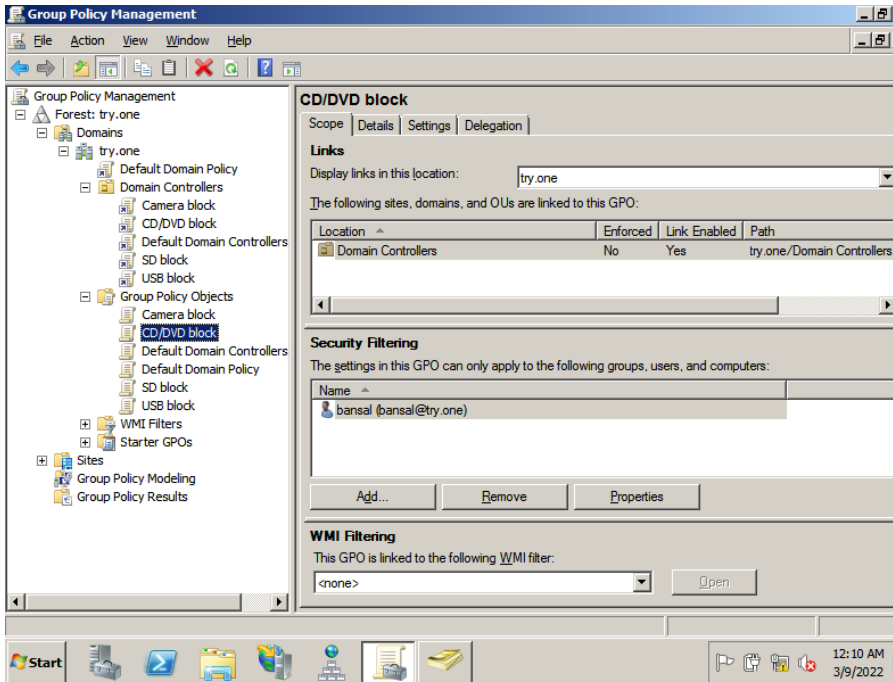 Group Policy Management
File Action View Window Help
Group Policy Management
Forest: try.one
Domains
try.one
Default Domain Policy
Domain Controllers
Camera block
CD/DVD block
Default Domain Controllers
SD block
USB block
Group Policy Objects
Camera block
CD/DVD block
Default Domain Controllers
Default Domain Policy
SD block
USB block
WMI Filters
Starter GPOs
Sites
Group Policy Modeling
Group Policy Results
CD/DVD block
Scope Details Settings Delegation
Links
Display links in this location: try.one
The following sites, domains, and OUs are linked to this GPO:
Location Enforced Link Enabled Path
Domain Controllers No Yes try.one/Domain Controllers
Security Filtering
The settings in this GPO can only apply to the following groups, users, and computers:
Name
bansal (bansal@try.one)
Add... Remove Properties
WMI Filtering
This GPO is linked to the following WMI filter:
<none> Open
Start 12:10 AM
3/9/2022